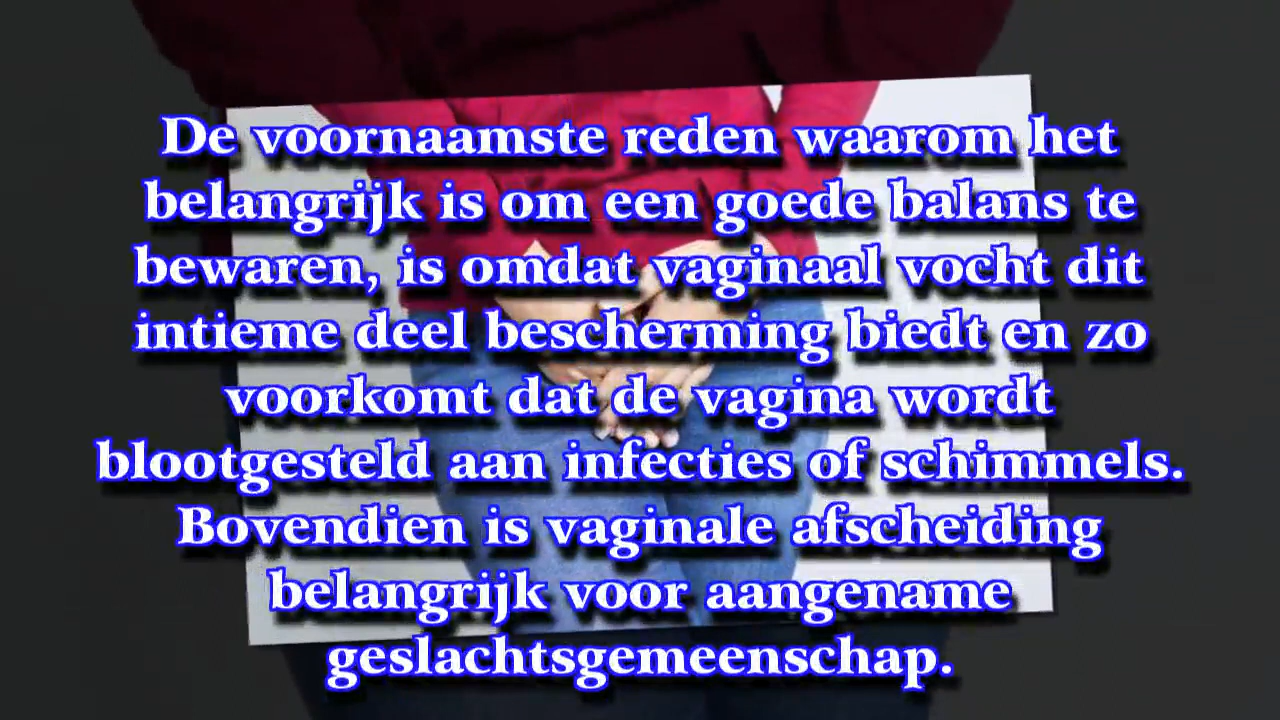 De voornaamste reden waarom het
belangrijk is om een goede balans te
bewaren, is omdat vaginaal vocht dit
intieme deel bescherming biedt en zo
voorkomt dat de vagina wordt
blootgesteld aan infecties of schimmels.
Bovendien is vaginale afscheiding
belangrijk voor aangename
geslachtsgemeenschap.